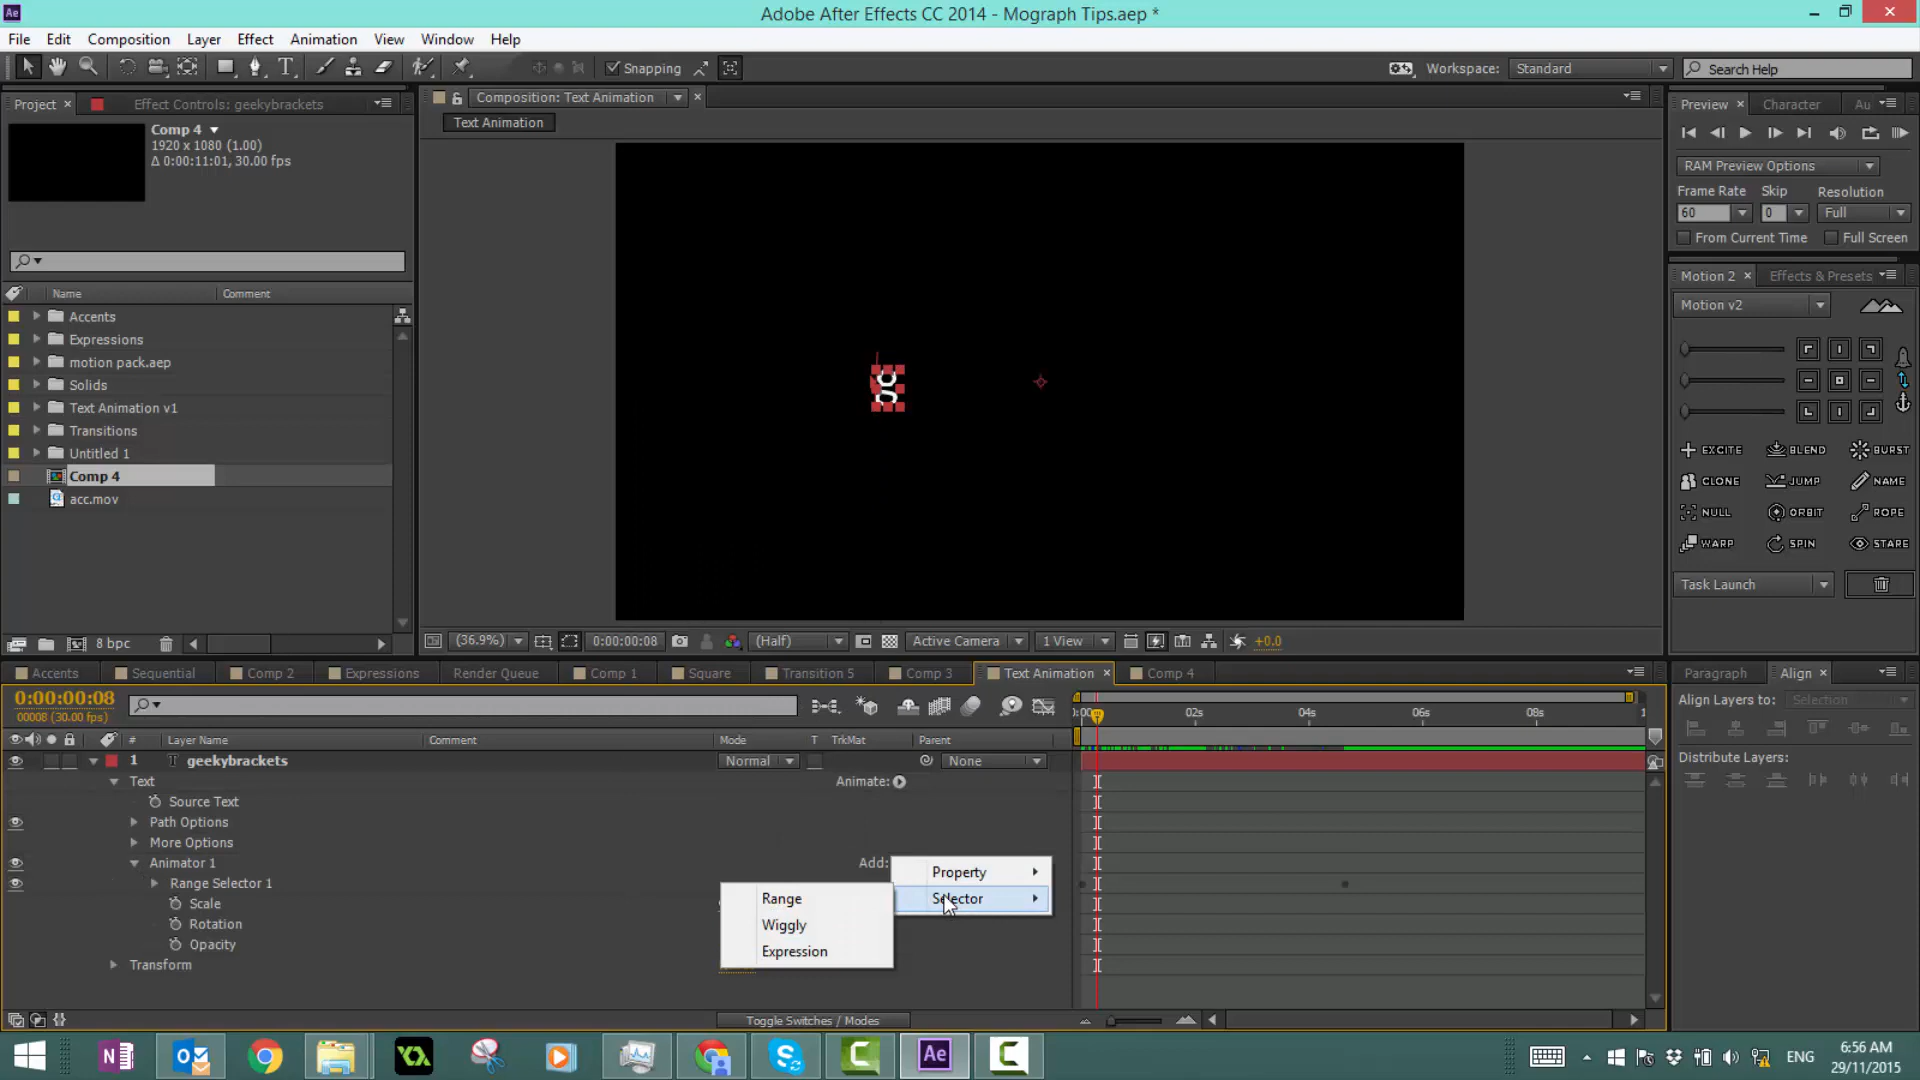 Ae
Adobe After Effects CC 2014 - Mograph Tips.aep *
File Edit Composition Layer Effect Animation View Window Help
Snapping
Workspace: Standard
Search Help
Project
Effect Controls: geekybrackets
Composition: Text Animation
Text Animation
Comp 4
1920 x 1080 (1.00)
Δ 0:00:11:01, 30.00 fps
Name Comment
Accents
Expressions
motion pack.aep
Solids
Text Animation v1
Transitions
Untitled 1
Comp 4
acc.mov
8 bpc
g
(36.9%) 0:00:00:08 (Half) Active Camera 1 View +0.0
Preview Character Au
RAM Preview Options
Frame Rate Skip Resolution
60 0 Full
From Current Time Full Screen
Motion 2 Effects & Presets
Motion v2
EXCITE BLEND BURST
CLONE JUMP NAME
NULL ORBIT ROPE
WARP SPIN STARE
Task Launch
Accents Sequential Comp 2 Expressions Render Queue Comp 1 Square Transition 5 Comp 3 Text Animation Comp 4
0:00:00:08
00008 (30.00 fps)
:00 02s 04s 06s 08s 1
# Layer Name Comment Mode T TrkMat Parent
1 T geekybrackets Normal None
Text Animate:
Source Text
Path Options
More Options
Animator 1 Add:
Range Selector 1
Scale
Rotation
Opacity
Transform
Property
Selector
Range
Wiggly
Expression
Toggle Switches / Modes
Paragraph Align
Align Layers to: Selection
Distribute Layers:
ENG
6:56 AM
29/11/2015